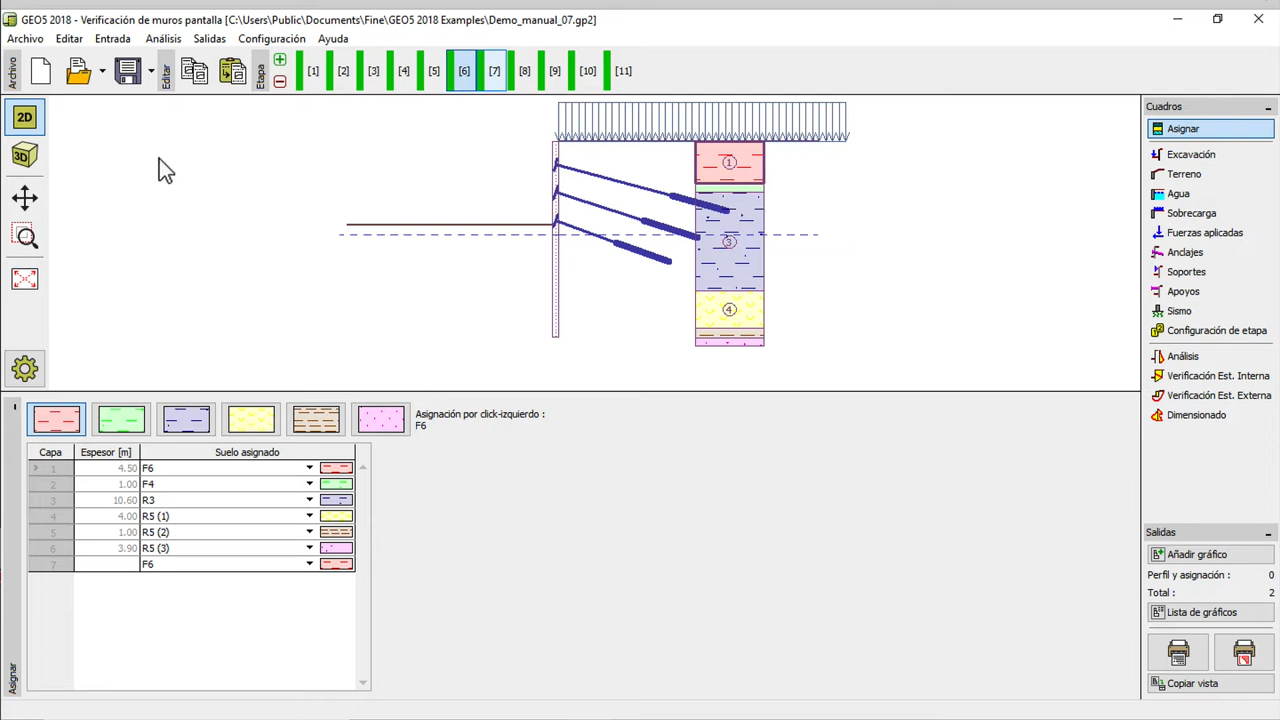 GEO5 2018 - Verificación de muros pantalla [C:\Users\Public\Documents\Fine\GEO5 2018 Examples\Demo_manual_07.gp2]
Archivo Editar Entrada Análisis Salidas Configuración Ayuda
Archivo Editar Etapa [1] [2] [3] [4] [5] [6] [7] [8] [9] [10] [11]
2D
3D
1
3
4
Cuadros
Asignar
Excavación
Terreno
Agua
Sobrecarga
Fuerzas aplicadas
Anclajes
Soportes
Apoyos
Sismo
Configuración de etapa
Análisis
Verificación Est. Interna
Verificación Est. Externa
Dimensionado
Asignación por click-izquierdo :
F6
Capa Espesor [m] Suelo asignado
1 4.50 F6
2 1.00 F4
3 10.60 R3
4 4.00 R5 (1)
5 1.00 R5 (2)
6 3.90 R5 (3)
7 F6
Asignar
Salidas
Añadir gráfico
Perfil y asignación : 0
Total : 2
Lista de gráficos
Copiar vista